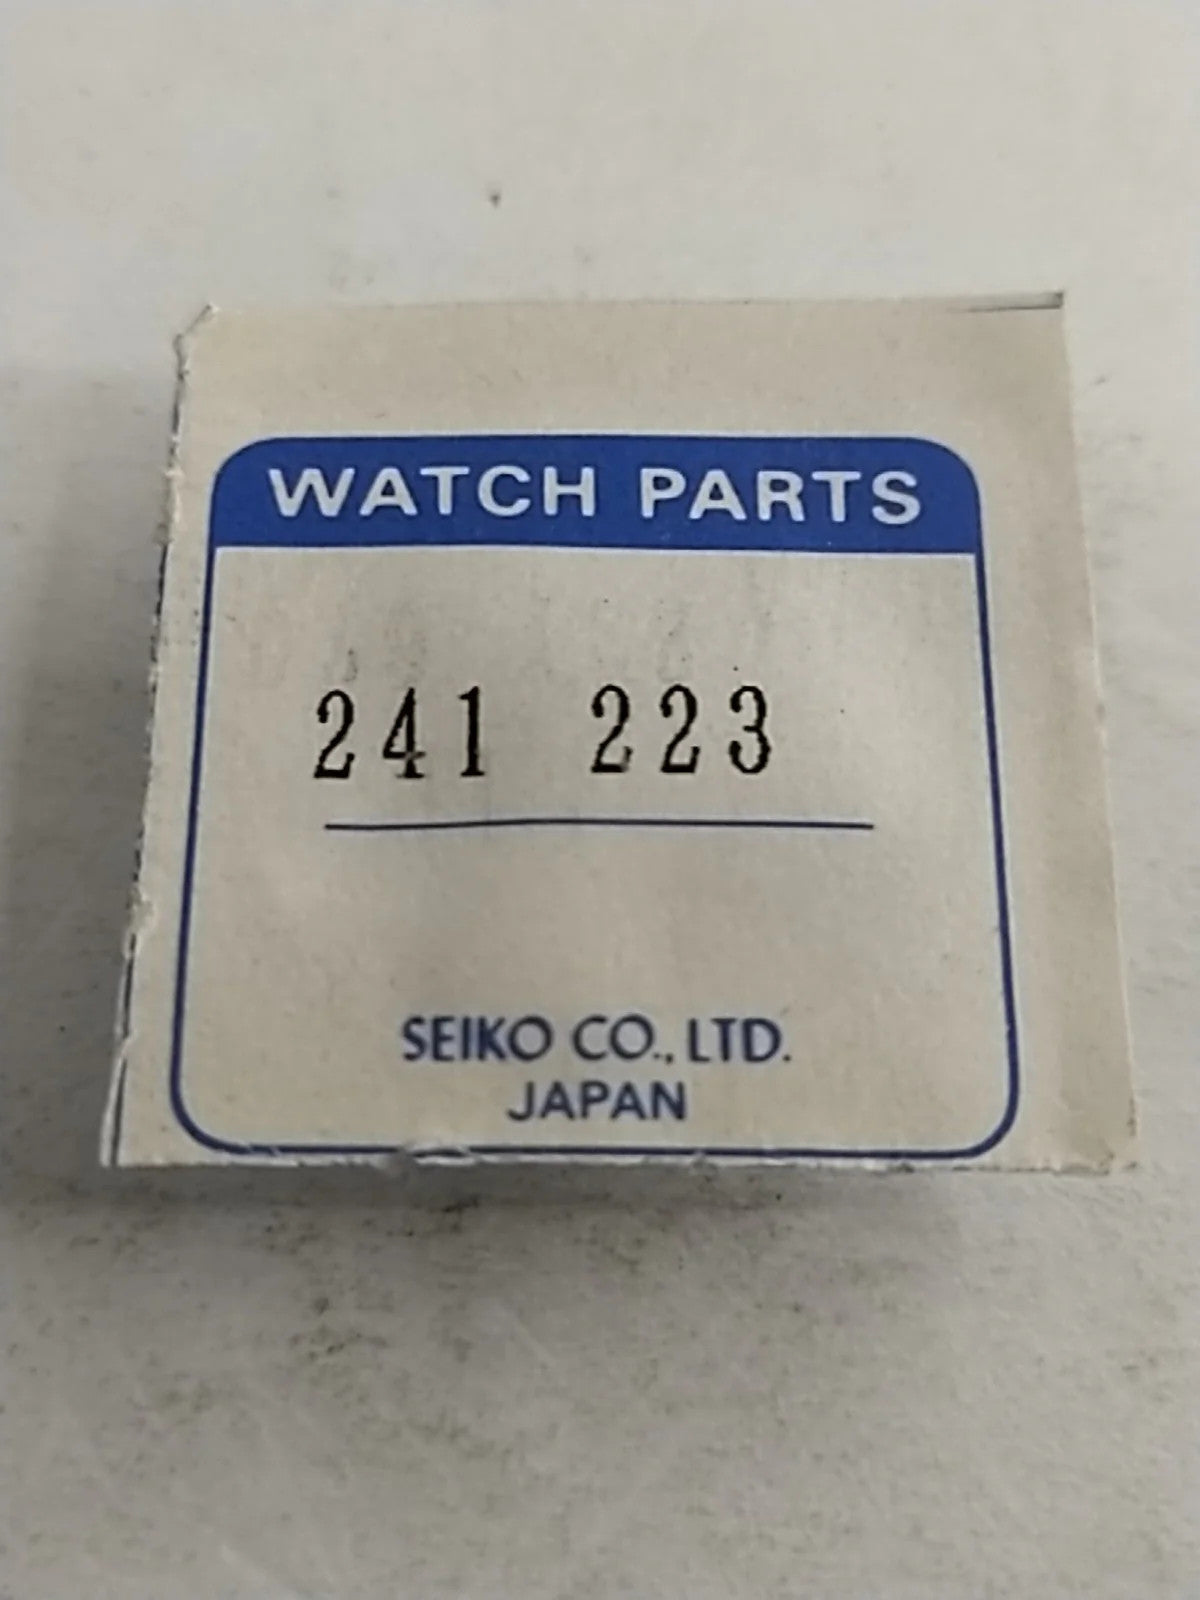 WATCH PARTS
241 223
SEIKO CO., LTD.
JAPAN